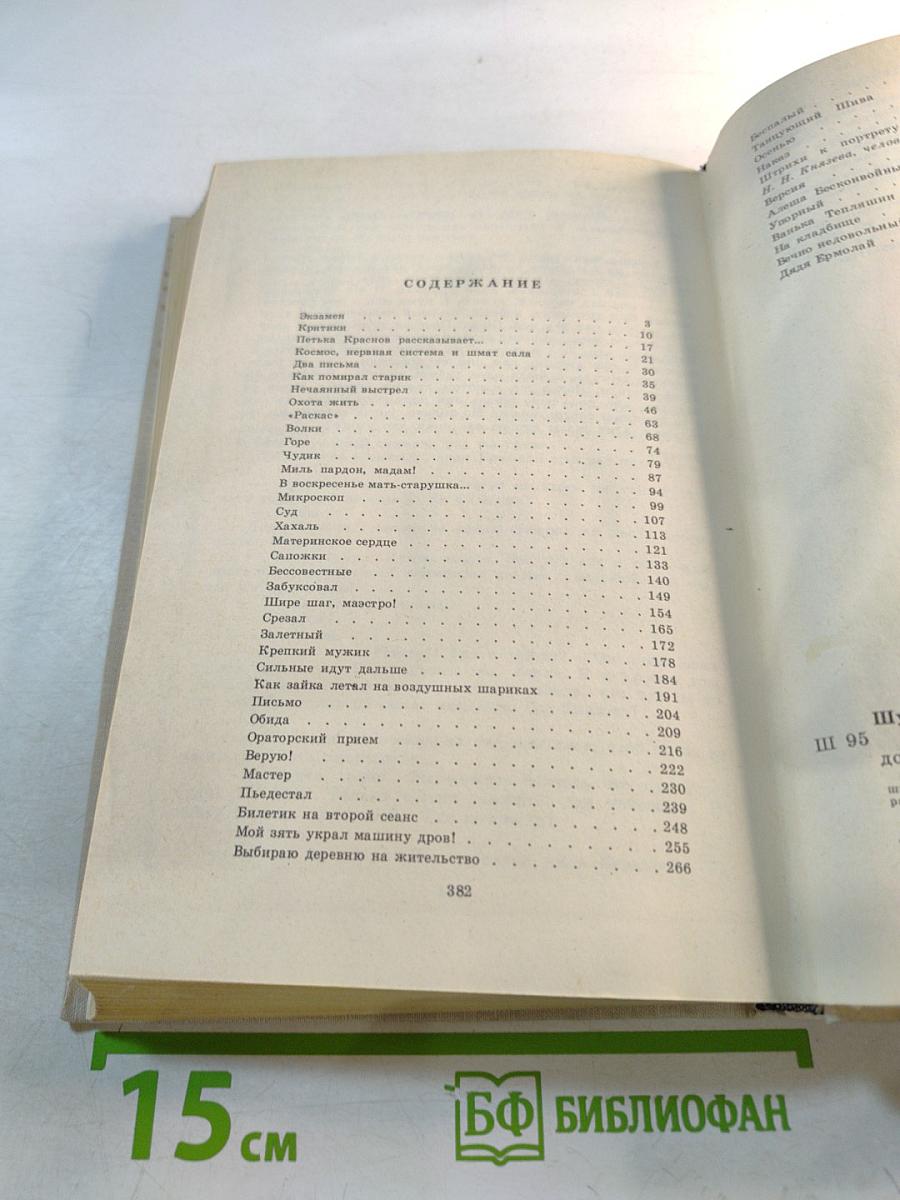 СОДЕРЖАНИЕ
Экзамен . . . . . . . . . . . . . . . . 3
Критики . . . . . . . . . . . . . . . . 10
Петька Краснов рассказывает... . . . . . . . . 17
Космос, нервная система и шмат сала . . . . . . 21
Два письма . . . . . . . . . . . . . . . 30
Как помирал старик . . . . . . . . . . . . 35
Нечаянный выстрел . . . . . . . . . . . . 39
Охота жить . . . . . . . . . . . . . . . 46
«Раскас» . . . . . . . . . . . . . . . . 63
Волки . . . . . . . . . . . . . . . . . 68
Горе . . . . . . . . . . . . . . . . . 74
Чудик . . . . . . . . . . . . . . . . . 79
Миль пардон, мадам! . . . . . . . . . . . . 87
В воскресенье мать-старушка... . . . . . . . . 94
Микроскоп . . . . . . . . . . . . . . . 99
Суд . . . . . . . . . . . . . . . . . 107
Хахаль . . . . . . . . . . . . . . . . 113
Материнское сердце . . . . . . . . . . . . 121
Сапожки . . . . . . . . . . . . . . . . 133
Бессовестные . . . . . . . . . . . . . . 140
Забуксовал . . . . . . . . . . . . . . . 149
Шире шаг, маэстро! . . . . . . . . . . . . 154
Срезал . . . . . . . . . . . . . . . . 165
Залетный . . . . . . . . . . . . . . . 172
Крепкий мужик . . . . . . . . . . . . . 178
Сильные идут дальше . . . . . . . . . . . 184
Как зайка летал на воздушных шариках . . . . . 191
Письмо . . . . . . . . . . . . . . . . 204
Обида . . . . . . . . . . . . . . . . 209
Ораторский прием . . . . . . . . . . . . 216
Верую! . . . . . . . . . . . . . . . . 222
Мастер . . . . . . . . . . . . . . . . 230
Пьедестал . . . . . . . . . . . . . . . 239
Билетик на второй сеанс . . . . . . . . . . 248
Мой зять украл машину дров! . . . . . . . . 255
Выбираю деревню на жительство . . . . . . . 266
382
Беспалый . . .
Танцующий Шива
Осенью . . .
Наказ . . .
Штрихи к портрету
Н. Н. Князева,
Версия . . .
Алеша Бесконвойный
Упорный . . .
Ванька Тепляшин
На кладбище . .
Вечно недовольный
Дядя Ермолай . .
Ш 95
15 см
БФ БИБЛИОФАН